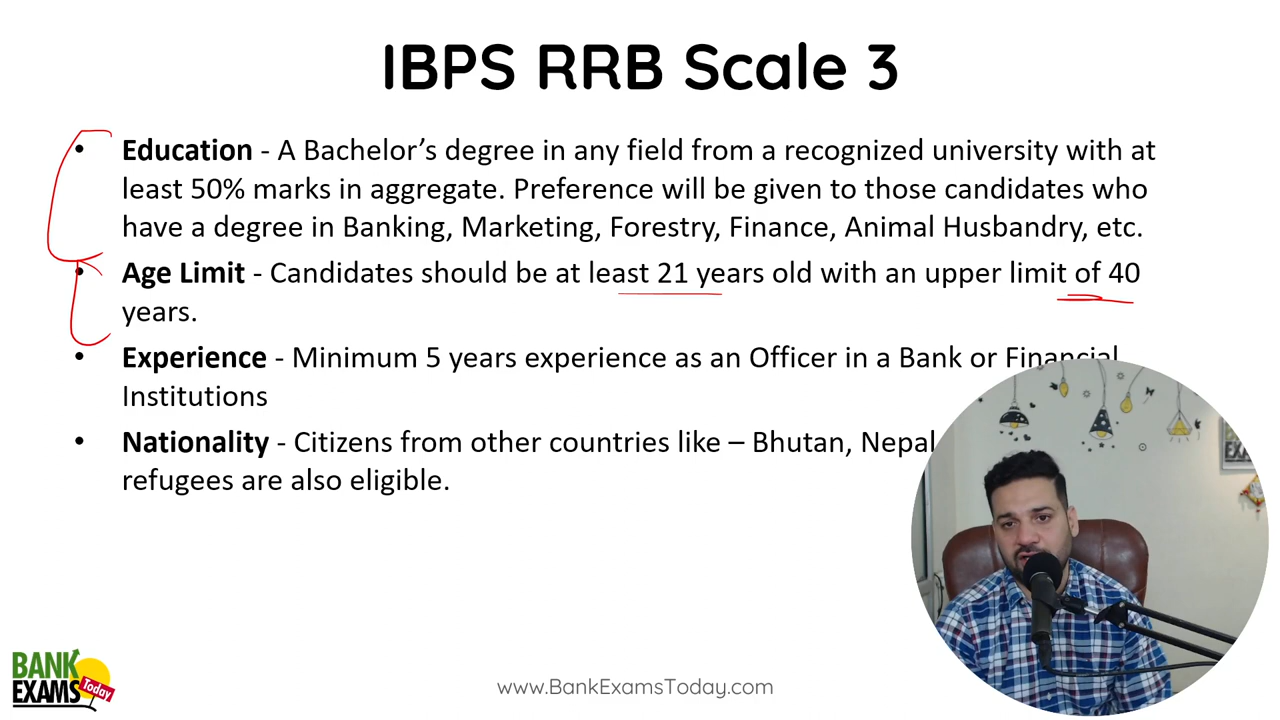 IBPS RRB Scale 3
• Education - A Bachelor’s degree in any field from a recognized university with at
least 50% marks in aggregate. Preference will be given to those candidates who
have a degree in Banking, Marketing, Forestry, Finance, Animal Husbandry, etc.
• Age Limit - Candidates should be at least 21 years old with an upper limit of 40
years.
• Experience - Minimum 5 years experience as an Officer in a Bank or Financial
Institutions
• Nationality - Citizens from other countries like – Bhutan, Nepal
refugees are also eligible.
BANK
EXAMS
Today
www.BankExamsToday.com